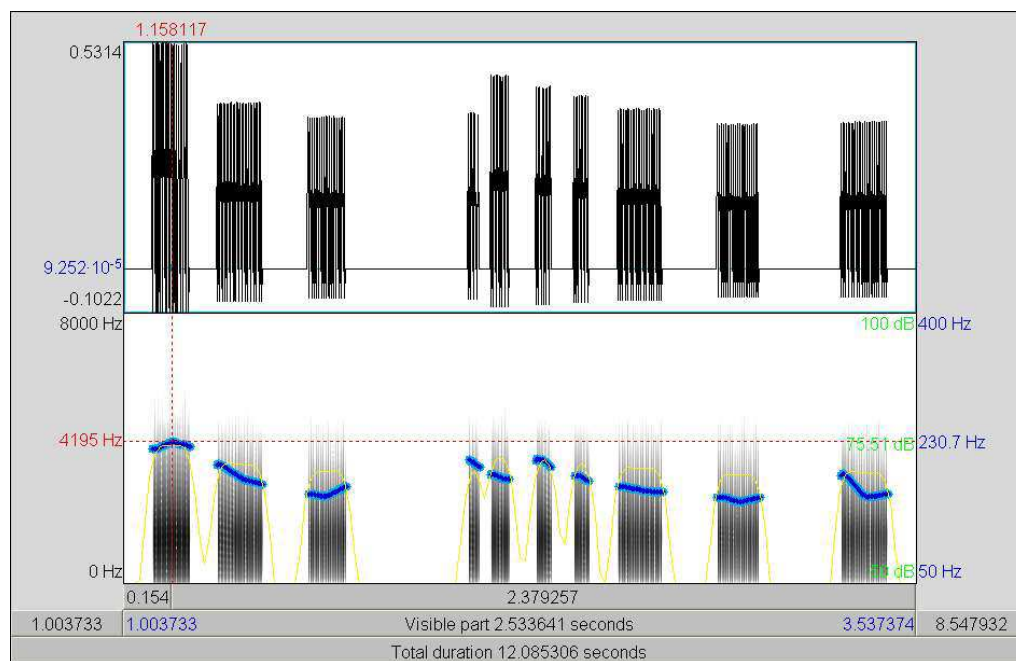 1.158117
0.5314
9.252·10-5
-0.1022
8000 Hz 100 dB 400 Hz
4195 Hz 75.51 dB 230.7 Hz
0 Hz dB 50 Hz
0.154 2.379257
1.003733 1.003733 Visible part 2.533641 seconds 3.537374 8.547932
Total duration 12.085306 seconds